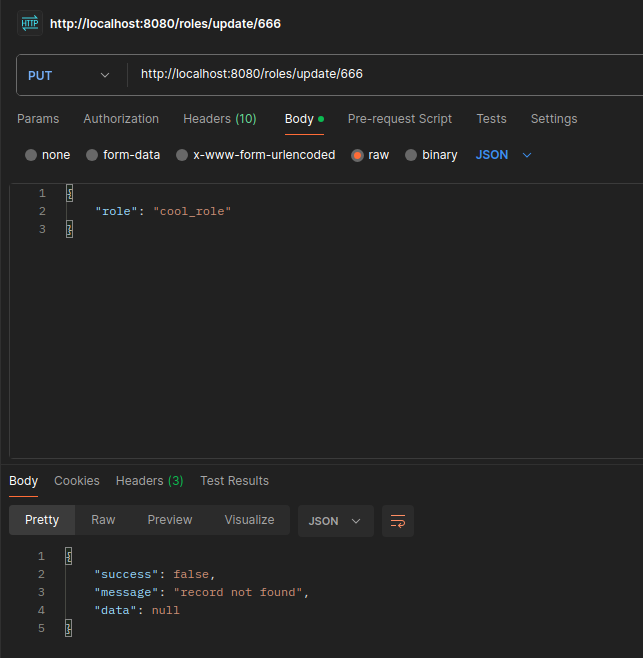 HTTP http://localhost:8080/roles/update/666
PUT http://localhost:8080/roles/update/666
Params Authorization Headers (10) Body Pre-request Script Tests Settings
none form-data x-www-form-urlencoded raw binary JSON
1 {
2 "role": "cool_role"
3 }
Body Cookies Headers (3) Test Results
Pretty Raw Preview Visualize JSON
1 {
2 "success": false,
3 "message": "record not found",
4 "data": null
5 }